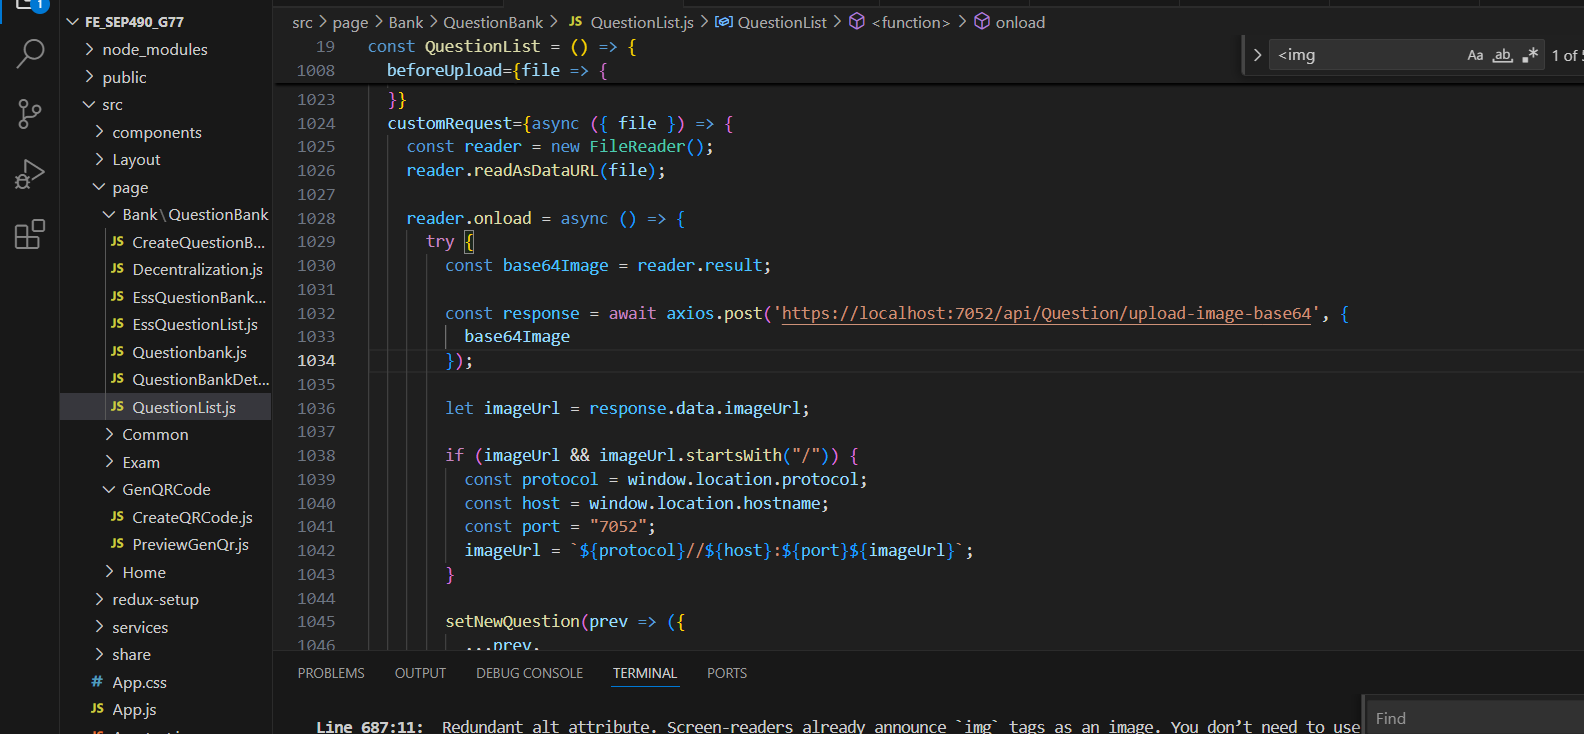 1
FE_SEP490_G77
node_modules
public
src
components
Layout
page
Bank\QuestionBank
JS CreateQuestionB...
JS Decentralization.js
JS EssQuestionBank...
JS EssQuestionList.js
JS Questionbank.js
JS QuestionBankDet...
JS QuestionList.js
Common
Exam
GenQRCode
JS CreateQRCode.js
JS PreviewGenQr.js
Home
redux-setup
services
share
# App.css
JS App.js
src > page > Bank > QuestionBank > JS QuestionList.js > QuestionList > <function> > onload
19 const QuestionList = () => {
1008 beforeUpload={file => {
<img Aa ab 1 of
1023 }}
1024 customRequest={async ({ file }) => {
1025 const reader = new FileReader();
1026 reader.readAsDataURL(file);
1027
1028 reader.onload = async () => {
1029 try {
1030 const base64Image = reader.result;
1031
1032 const response = await axios.post('https://localhost:7052/api/Question/upload-image-base64', {
1033 base64Image
1034 });
1035
1036 let imageUrl = response.data.imageUrl;
1037
1038 if (imageUrl && imageUrl.startsWith("/")) {
1039 const protocol = window.location.protocol;
1040 const host = window.location.hostname;
1041 const port = "7052";
1042 imageUrl = `${protocol}//${host}:${port}${imageUrl}`;
1043 }
1044
1045 setNewQuestion(prev => ({
1046 ...prev,
PROBLEMS OUTPUT DEBUG CONSOLE TERMINAL PORTS
Line 687:11: Redundant alt attribute. Screen-readers already announce `img` tags as an image. You don’t need to use
Find